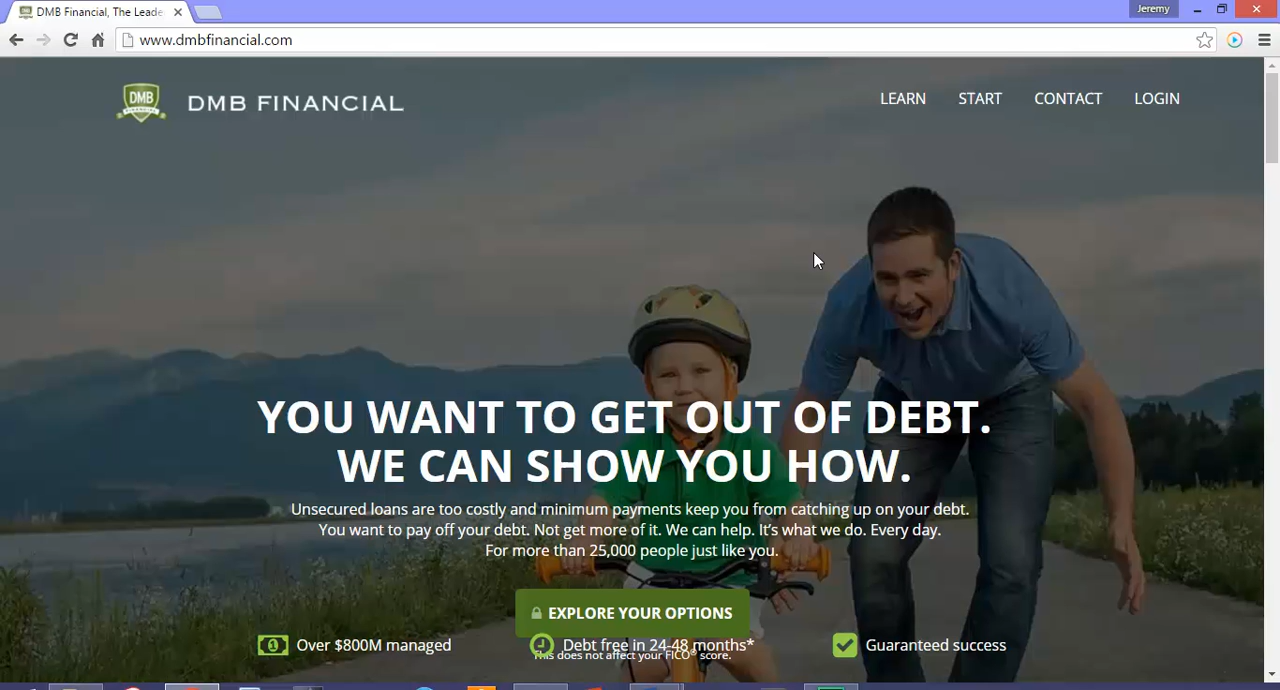 DMB Financial, The Leade
Jeremy
www.dmbfinancial.com
DMB FINANCIAL
LEARN START CONTACT LOGIN
YOU WANT TO GET OUT OF DEBT.
WE CAN SHOW YOU HOW.
Unsecured loans are too costly and minimum payments keep you from catching up on your debt.
You want to pay off your debt. Not get more of it. We can help. It's what we do. Every day.
For more than 25,000 people just like you.
EXPLORE YOUR OPTIONS
Over $800M managed Debt free in 24-48 months* Guaranteed success
This does not affect your FICO® score.